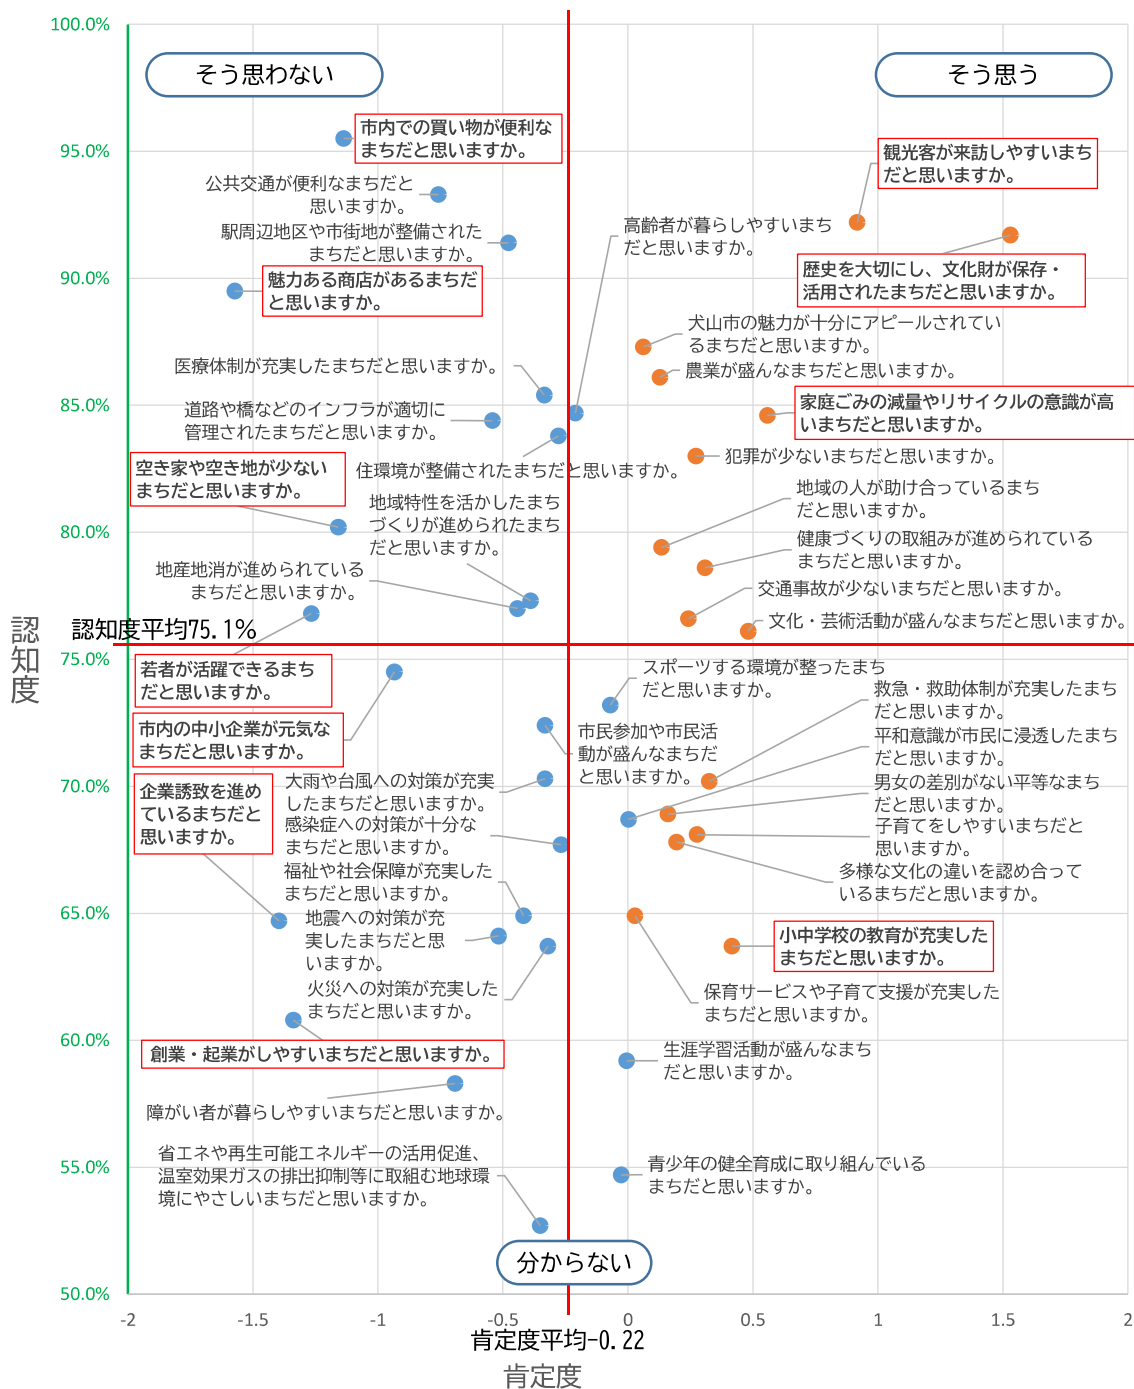 100.0%
そう思わない
そう思う
95.0%
市内での買い物が便利な
まちだと思いますか。
観光客が来訪しやすいまち
だと思いますか。
公共交通が便利なまちだと
思いますか。
駅周辺地区や市街地が整備された
まちだと思いますか。
高齢者が暮らしやすいまち
だと思いますか。
90.0%
魅力ある商店があるまちだ
と思いますか。
歴史を大切にし、文化財が保存・
活用されたまちだと思いますか。
犬山市の魅力が十分にアピールされてい
るまちだと思いますか。
医療体制が充実したまちだと思いますか。
農業が盛んなまちだと思いますか。
85.0%
道路や橋などのインフラが適切に
管理されたまちだと思いますか。
家庭ごみの減量やリサイクルの意識が高
いまちだと思いますか。
空き家や空き地が少ない
まちだと思いますか。
住環境が整備されたまちだと思いますか。
犯罪が少ないまちだと思いますか。
地域特性を活かしたまち
づくりが進められたまち
だと思いますか。
地域の人が助け合っているまち
だと思いますか。
80.0%
健康づくりの取組みが進められている
まちだと思いますか。
地産地消が進められている
まちだと思いますか。
交通事故が少ないまちだと思いますか。
文化・芸術活動が盛んなまちだと思いますか。
認知度
認知度平均75.1%
75.0%
若者が活躍できるまち
だと思いますか。
スポーツする環境が整ったまち
だと思いますか。
救急・救助体制が充実したまち
だと思いますか。
市内の中小企業が元気な
まちだと思いますか。
市民参加や市民活
動が盛んなまちだ
と思いますか。
平和意識が市民に浸透したまち
だと思いますか。
70.0%
企業誘致を進め
ているまちだと
思いますか。
大雨や台風への対策が充実
したまちだと思いますか。
男女の差別がない平等なまち
だと思いますか。
感染症への対策が十分な
まちだと思いますか。
子育てをしやすいまちだと
思いますか。
福祉や社会保障が充実した
まちだと思いますか。
多様な文化の違いを認め合って
いるまちだと思いますか。
65.0%
地震への対策が充
実したまちだと思
いますか。
小中学校の教育が充実した
まちだと思いますか。
火災への対策が充実した
まちだと思いますか。
保育サービスや子育て支援が充実した
まちだと思いますか。
60.0%
創業・起業がしやすいまちだと思いますか。
生涯学習活動が盛んなまち
だと思いますか。
障がい者が暮らしやすいまちだと思いますか。
55.0%
省エネや再生可能エネルギーの活用促進、
温室効果ガスの排出抑制等に取組む地球環
境にやさしいまちだと思いますか。
青少年の健全育成に取り組んでいる
まちだと思いますか。
分からない
50.0%
-2 -1.5 -1 -0.5 0 0.5 1 1.5 2
肯定度平均-0.22
肯定度